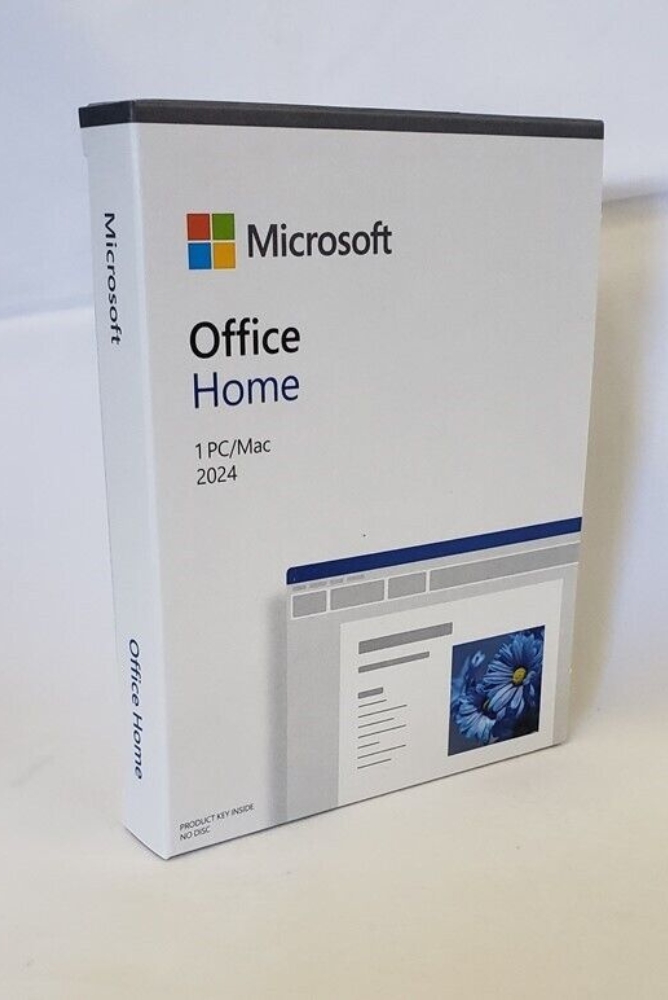 Microsoft
Office
Home
1 PC/Mac
2024
PRODUCT KEY INSIDE
NO DISC
Microsoft
Office Home